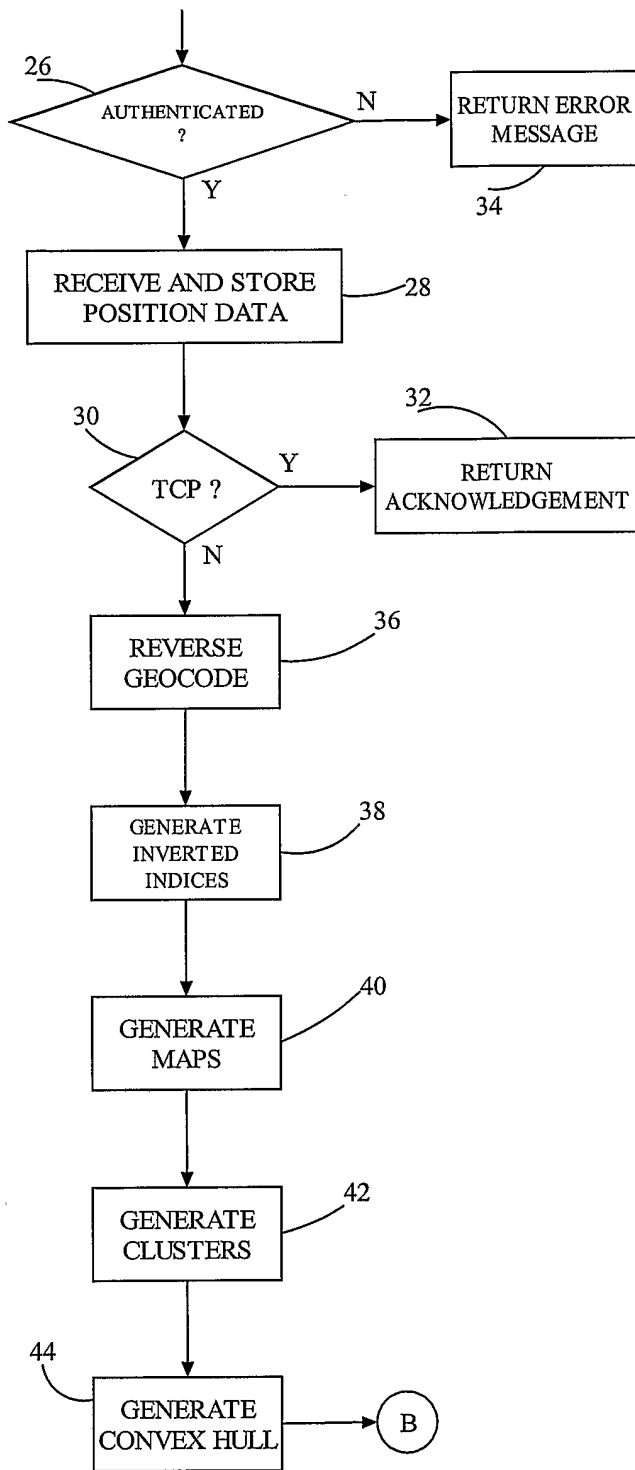 26
AUTHENTICATED
?
N
RETURN ERROR
MESSAGE
34
Y
RECEIVE AND STORE
POSITION DATA
28
30
TCP ?
Y
32
RETURN
ACKNOWLEDGEMENT
N
REVERSE
GEOCODE
36
GENERATE
INVERTED
INDICES
38
GENERATE
MAPS
40
GENERATE
CLUSTERS
42
44
GENERATE
CONVEX HULL
B